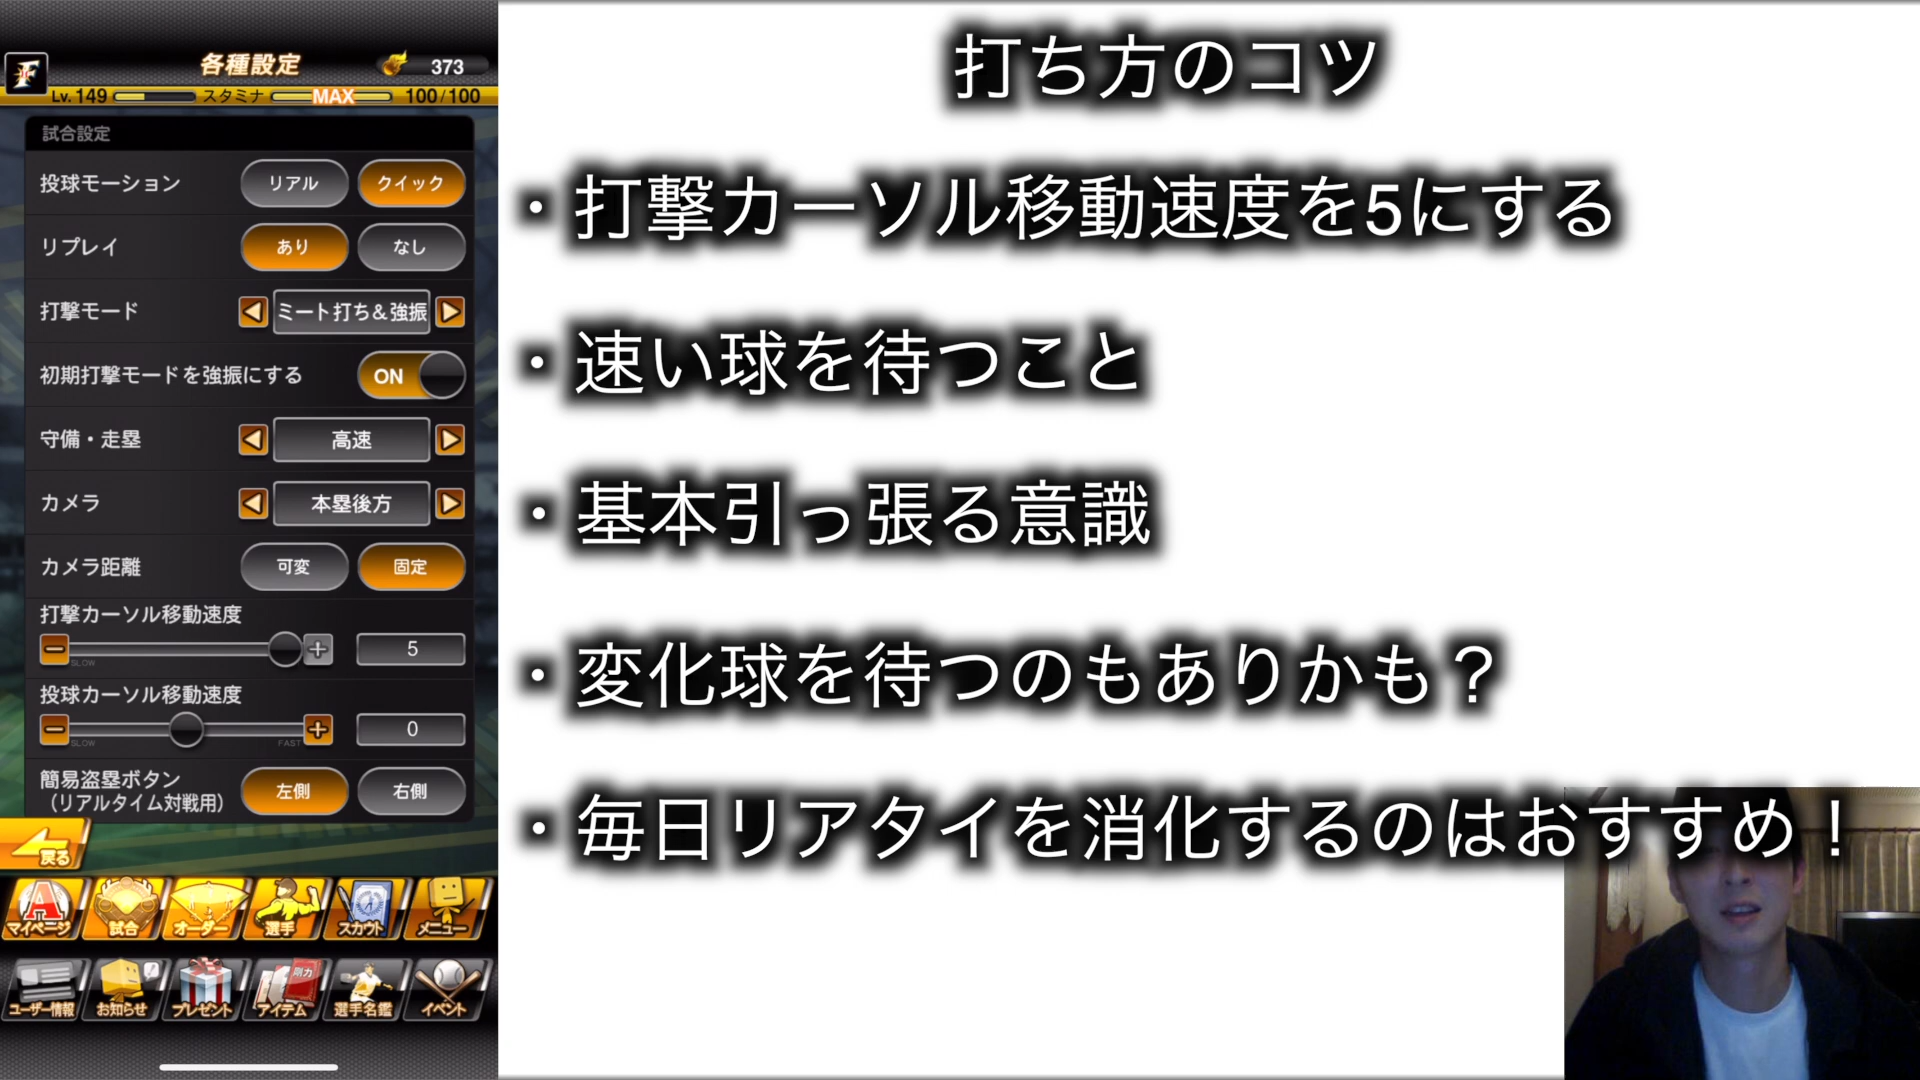 各種設定
373
Lv.149
スタミナ
MAX
100/100
試合設定
投球モーション
リアル
クイック
リプレイ
あり
なし
打撃モード
ミート打ち&強振
初期打撃モードを強振にする
ON
守備・走塁
高速
カメラ
本塁後方
カメラ距離
可変
固定
打撃カーソル移動速度
SLOW
5
投球カーソル移動速度
SLOW
FAST
0
簡易盗塁ボタン
（リアルタイム対戦用）
左側
右側
戻る
マイページ
試合
オーダー
選手
スカウト
メニュー
ユーザー情報
お知らせ
プレゼント
アイテム
選手名鑑
イベント
打ち方のコツ
・打撃カーソル移動速度を5にする
・速い球を待つこと
・基本引っ張る意識
・変化球を待つのもありかも？
・毎日リアタイを消化するのはおすすめ！